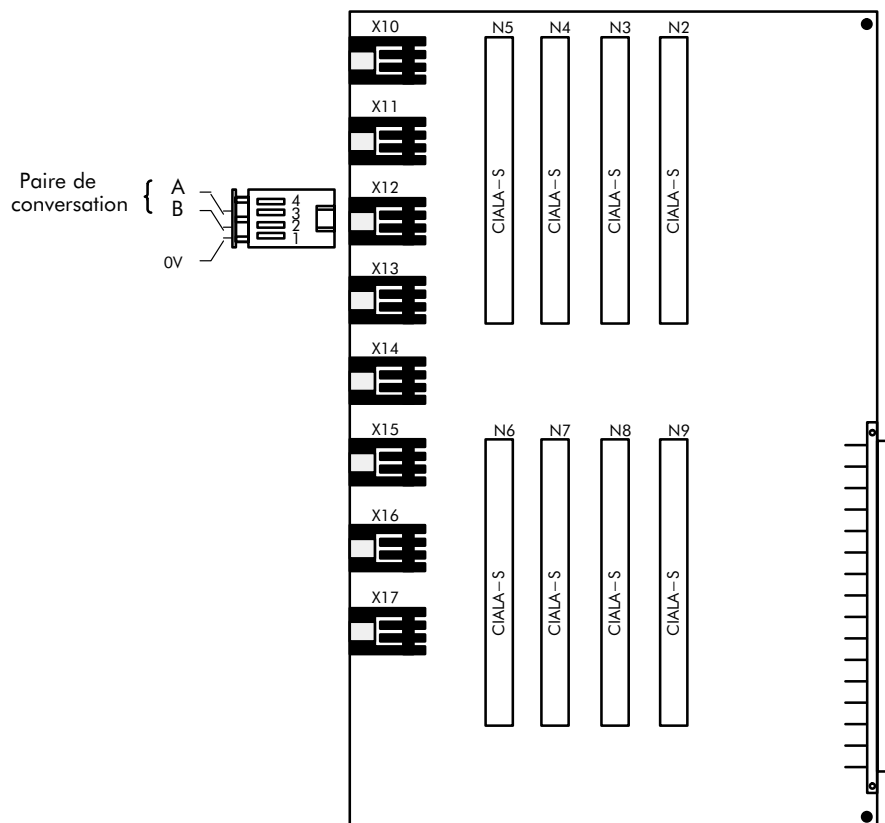 X10
N5 N4 N3 N2
X11
CIALA–S CIALA–S CIALA–S CIALA–S
Paire de conversation { A B
0V
4
3
2
1
X12
X13
X14
X15
N6 N7 N8 N9
X16
CIALA–S CIALA–S CIALA–S CIALA–S
X17